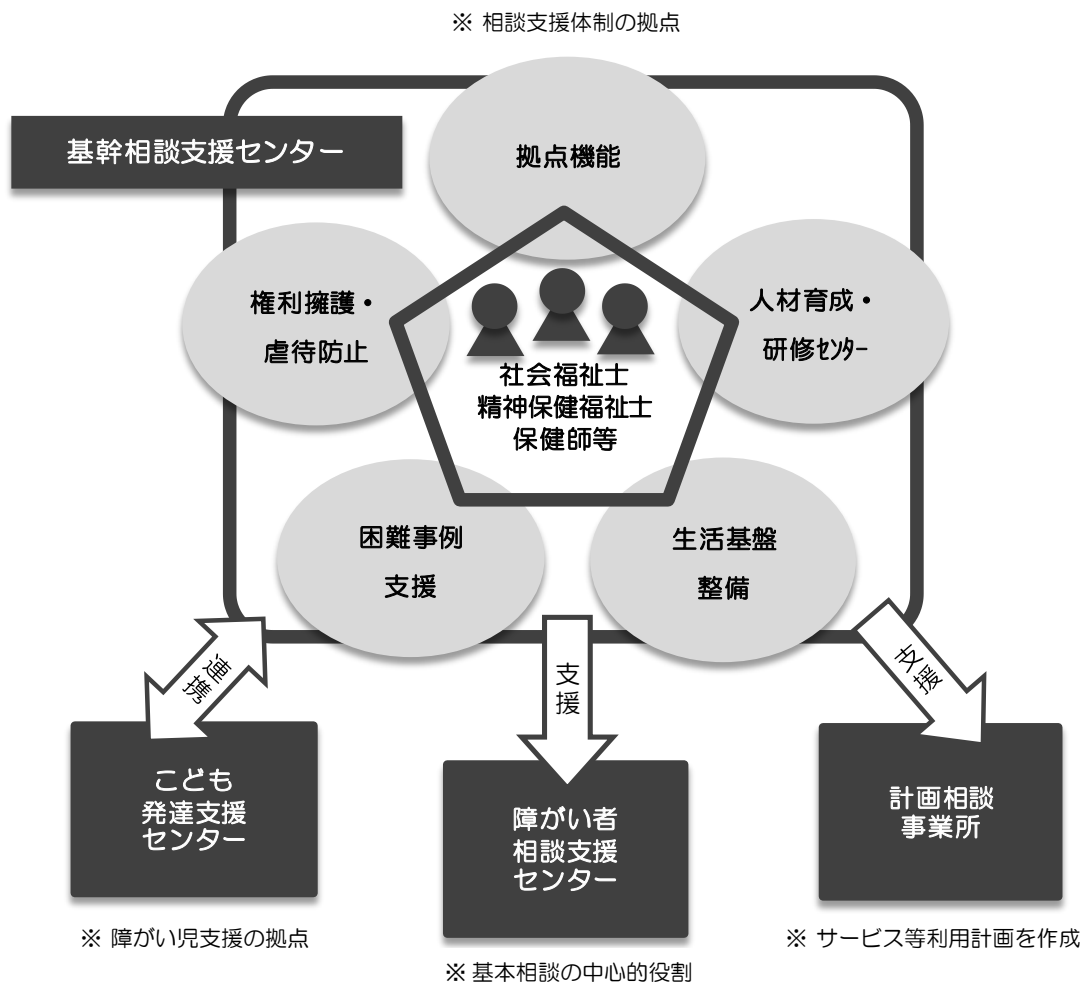 ※ 相談支援体制の拠点
基幹相談支援センター
拠点機能
権利擁護・
虐待防止
人材育成・
研修ｾﾝﾀｰ
社会福祉士
精神保健福祉士
保健師等
困難事例
支援
生活基盤
整備
連携
支援
支援
こども
発達支援
センター
障がい者
相談支援
センター
計画相談
事業所
※ 障がい児支援の拠点
※ 基本相談の中心的役割
※ サービス等利用計画を作成